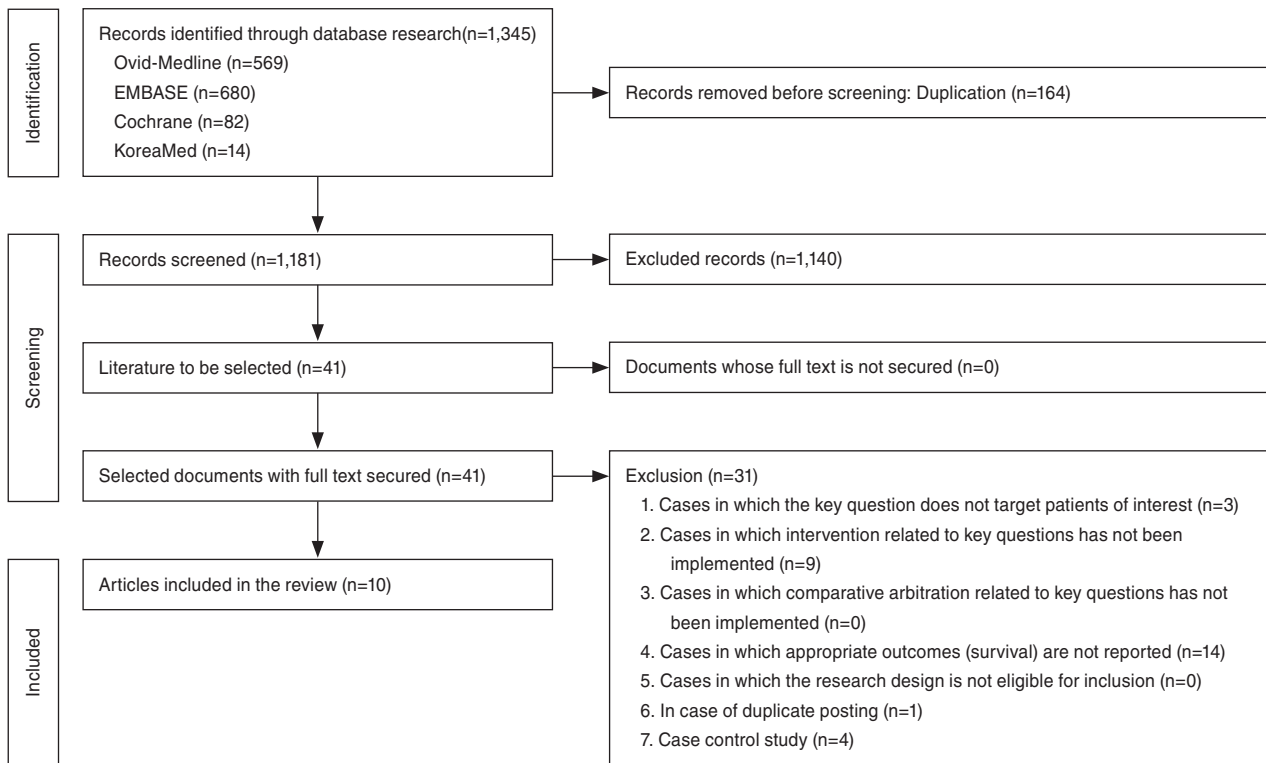 Identification
Records identified through database research(n=1,345)
Ovid-Medline (n=569)
EMBASE (n=680)
Cochrane (n=82)
KoreaMed (n=14)
Records removed before screening: Duplication (n=164)
Screening
Records screened (n=1,181)
Excluded records (n=1,140)
Literature to be selected (n=41)
Documents whose full text is not secured (n=0)
Selected documents with full text secured (n=41)
Exclusion (n=31)
1. Cases in which the key question does not target patients of interest (n=3)
2. Cases in which intervention related to key questions has not been
implemented (n=9)
3. Cases in which comparative arbitration related to key questions has not
been implemented (n=0)
4. Cases in which appropriate outcomes (survival) are not reported (n=14)
5. Cases in which the research design is not eligible for inclusion (n=0)
6. In case of duplicate posting (n=1)
7. Case control study (n=4)
Included
Articles included in the review (n=10)